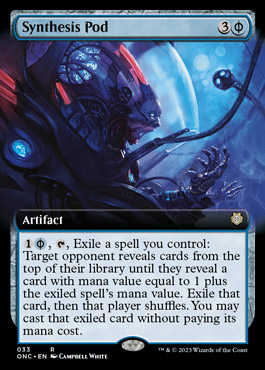 Synthesis Pod 3
Artifact
1 , , Exile a spell you control:
Target opponent reveals cards from the
top of their library until they reveal a
card with mana value equal to 1 plus
the exiled spell's mana value. Exile that
card, then that player shuffles. You may
cast that exiled card without paying its
mana cost.
033 R
ONC • EN CAMPBELL WHITE
™ & © 2023 Wizards of the Coast